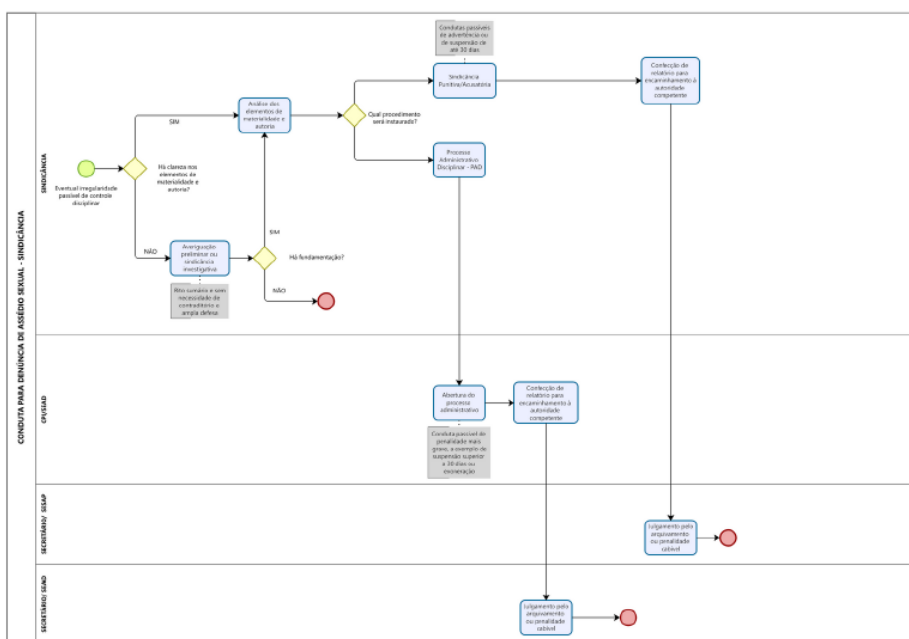 CONDUTA PARA DENÚNCIA DE ASSÉDIO SEXUAL - SINDICÂNCIA
SINDICÂNCIA
Eventual irregularidade
passível de controle
disciplinar
Há clareza nos
elementos de
materialidade e
autoria?
SIM
NÃO
Análise dos
elementos de
materialidade e
autoria
Averiguação
preliminar ou
sindicância
investigativa
Rito sumário e sem
necessidade de
contraditório e
ampla defesa
Há fundamentação?
SIM
NÃO
Qual procedimento
será instaurado?
Condutas passíveis
de advertência ou
de suspensão de
até 30 dias
Sindicância
Punitiva/Acusatória
Processo
Administrativo
Disciplinar - PAD
Confecção de
relatório para
encaminhamento à
autoridade
competente
Abertura do
processo
administrativo
Conduta passível de
penalidade mais
grave, a exemplo de
suspensão superior
a 30 dias ou
exoneração
Confecção de
relatório para
encaminhamento à
autoridade
competente
SECRETÁRIO/ SESAP
Julgamento pelo
arquivamento
ou penalidade
cabível
SECRETÁRIO/ SEAD
Julgamento pelo
arquivamento
ou penalidade
cabível